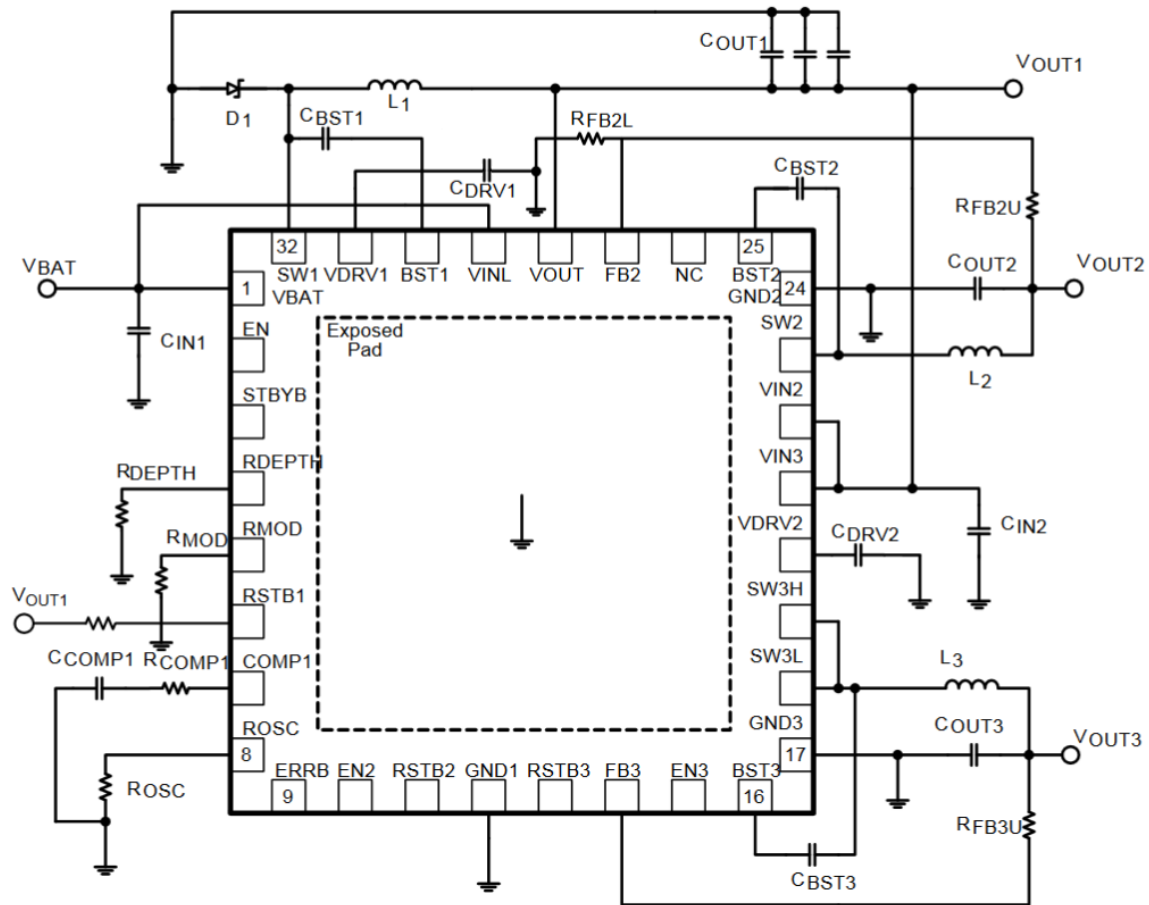 COUT1
VOUT1
D1
L1
CBST1
RFB2L
CDRV1
CBST2
RFB2U
VBAT
32
VDRV1
BST1
VINL
VOUT
FB2
NC
25
SW1
BST2
VBAT
GND2
1
24
COUT2
VOUT2
CIN1
EN
Exposed
Pad
SW2
L2
STBYB
VIN2
RDEPTH
RDEPTH
VIN3
RMOD
RMOD
VDRV2
CDRV2
CIN2
VOUT1
RSTB1
SW3H
CCOMP1
RCOMP1
COMP1
SW3L
L3
ROSC
GND3
COUT3
VOUT3
8
17
ROSC
ERRB
EN2
RSTB2
GND1
RSTB3
FB3
EN3
BST3
9
16
RFB3U
CBST3